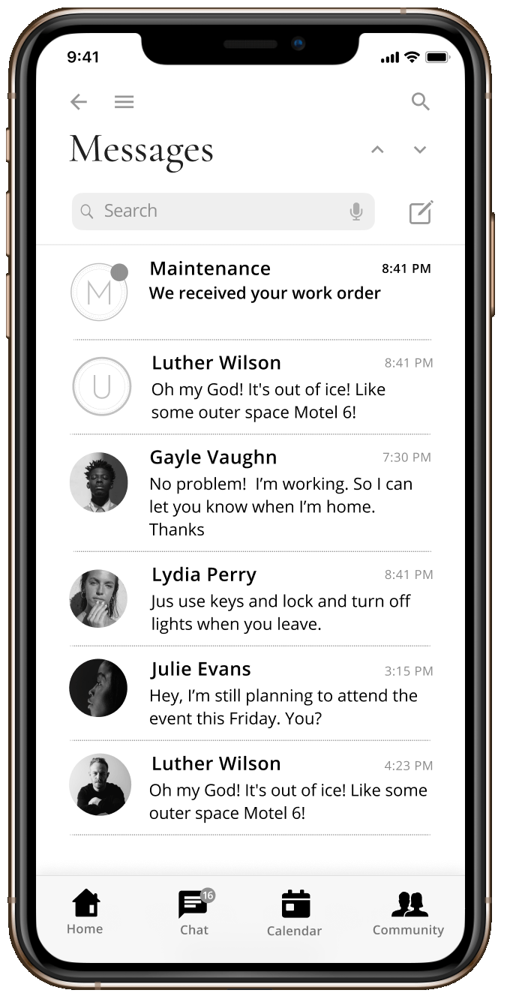 9:41
Messages
Search
Maintenance 8:41 PM
M
We received your work order
Luther Wilson 8:41 PM
U
Oh my God! It's out of ice! Like
some outer space Motel 6!
Gayle Vaughn 7:30 PM
No problem!  I’m working. So I can
let you know when I’m home.
Thanks
Lydia Perry 8:41 PM
Jus use keys and lock and turn off
lights when you leave.
Julie Evans 3:15 PM
Hey, I’m still planning to attend the
event this Friday. You?
Luther Wilson 4:23 PM
Oh my God! It's out of ice! Like some
outer space Motel 6!
16
Home Chat Calendar Community